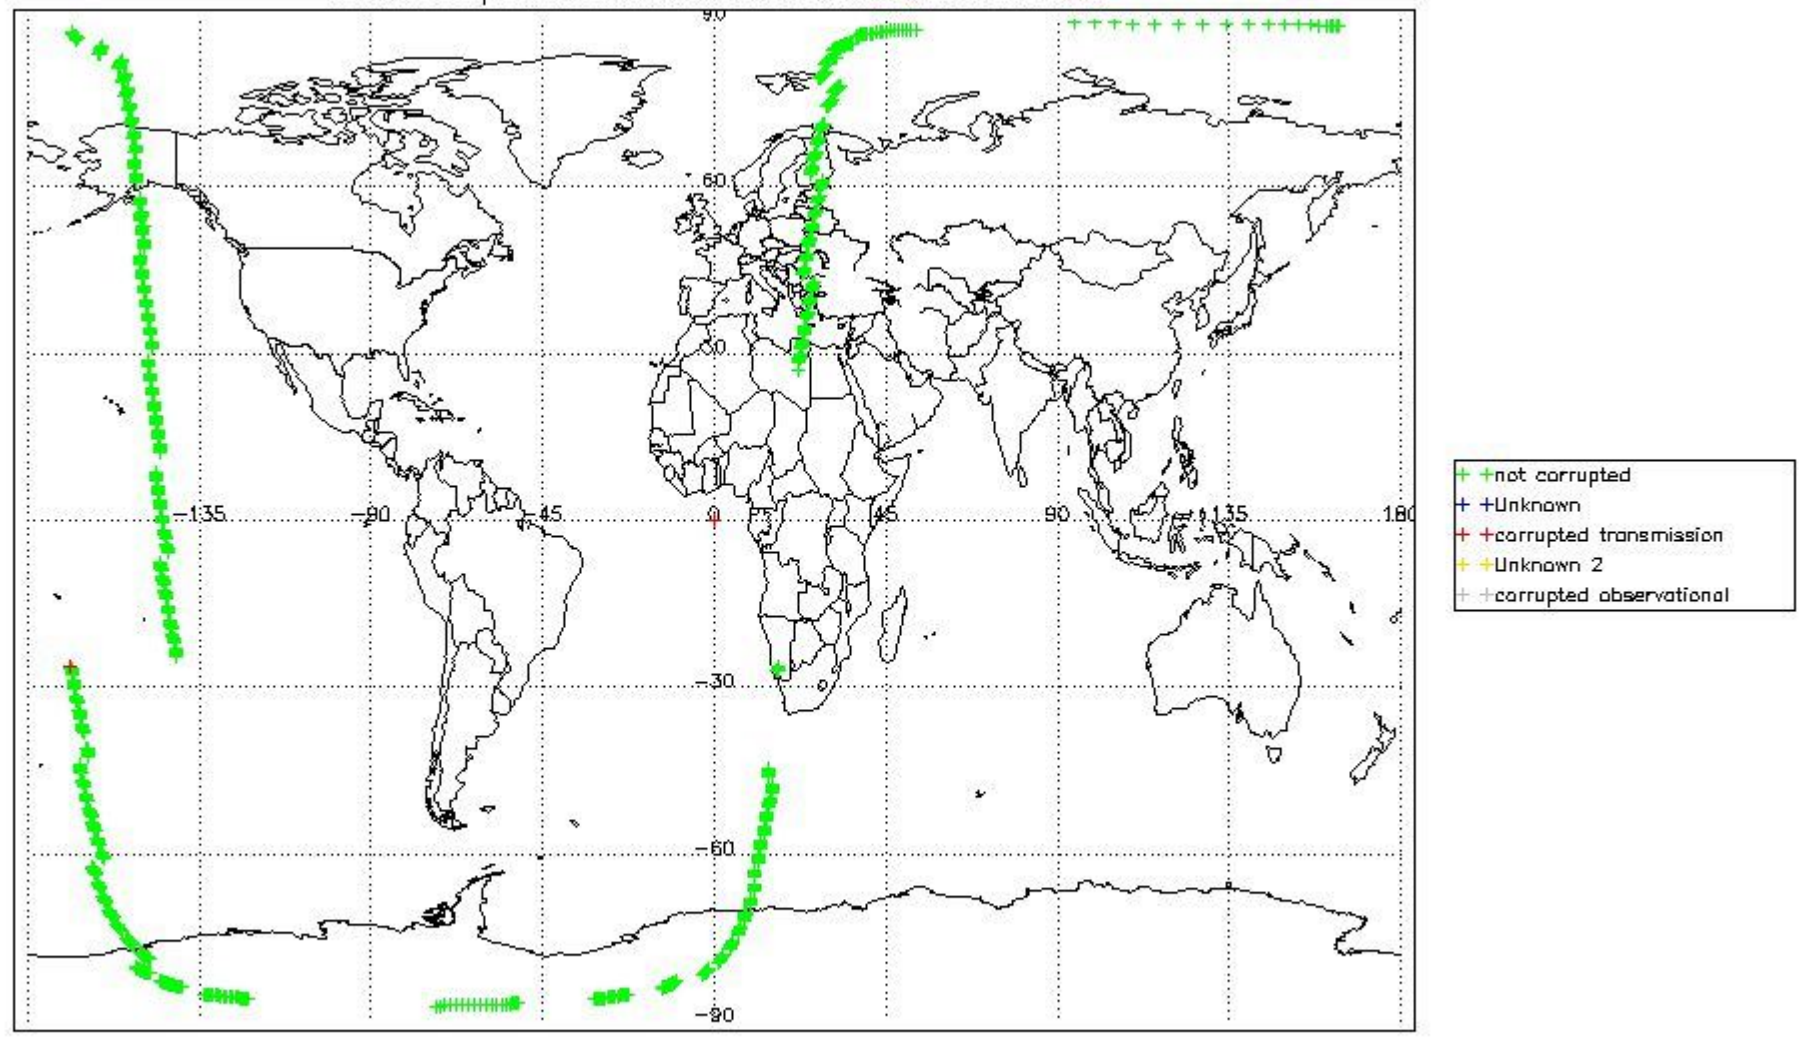 90
60
30
-135 -90 -45 0 45 90 135 180
-30
-60
-90
not corrupted
Unknown
corrupted transmission
Unknown 2
corrupted observational